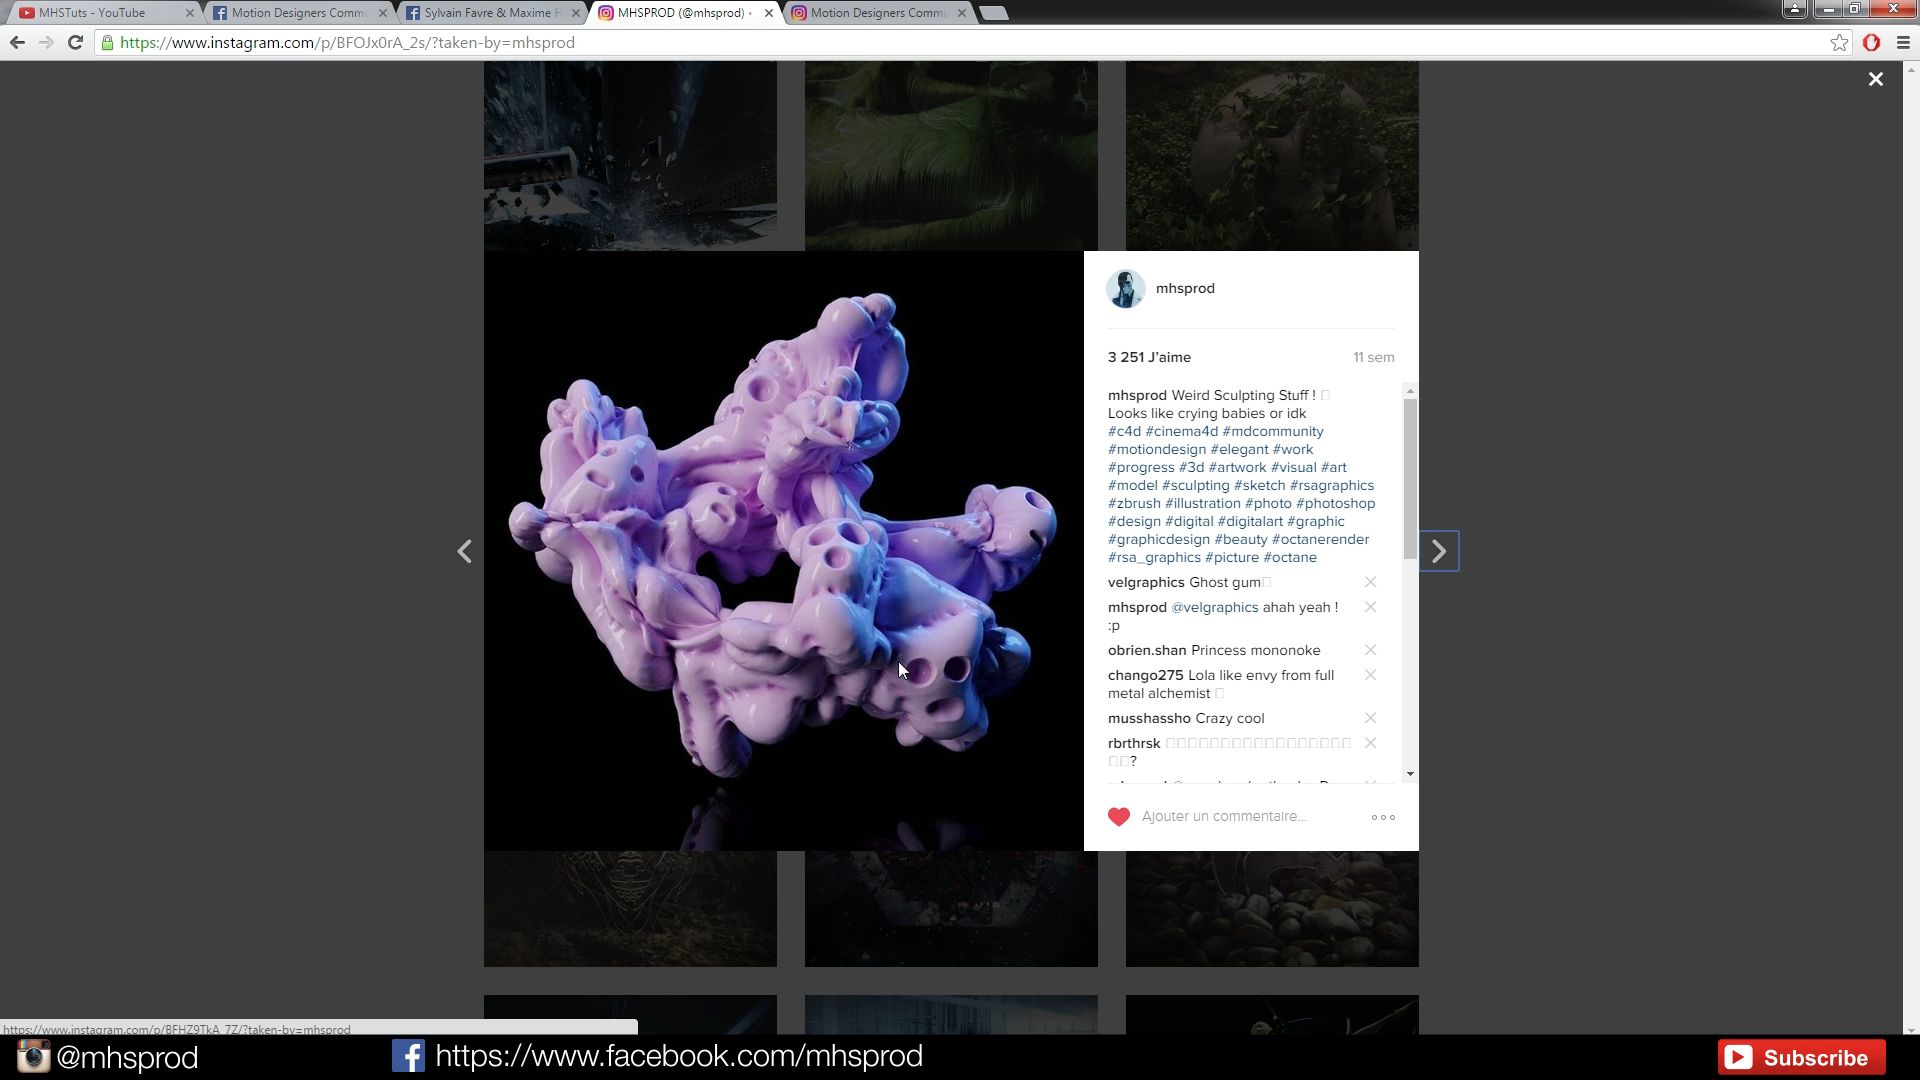 MHSTuts - YouTube
Motion Designers Commu
Sylvain Favre & Maxime H
MHSPROD (@mhsprod) •
Motion Designers Commu
https://www.instagram.com/p/BFOJx0rA_2s/?taken-by=mhsprod
mhsprod
3 251 J'aime
11 sem
mhsprod Weird Sculpting Stuff !
Looks like crying babies or idk
#c4d #cinema4d #mdcommunity
#motiondesign #elegant #work
#progress #3d #artwork #visual #art
#model #sculpting #sketch #rsagraphics
#zbrush #illustration #photo #photoshop
#design #digital #digitalart #graphic
#graphicdesign #beauty #octanerender
#rsa_graphics #picture #octane
velgraphics Ghost gum
mhsprod @velgraphics ahah yeah !
:p
obrien.shan Princess mononoke
chango275 Lola like envy from full
metal alchemist
musshassho Crazy cool
rbrthrsk
?
Ajouter un commentaire...
https://www.instagram.com/p/BFHZ9TkA_7Z/?taken-by=mhsprod
@mhsprod
https://www.facebook.com/mhsprod
Subscribe